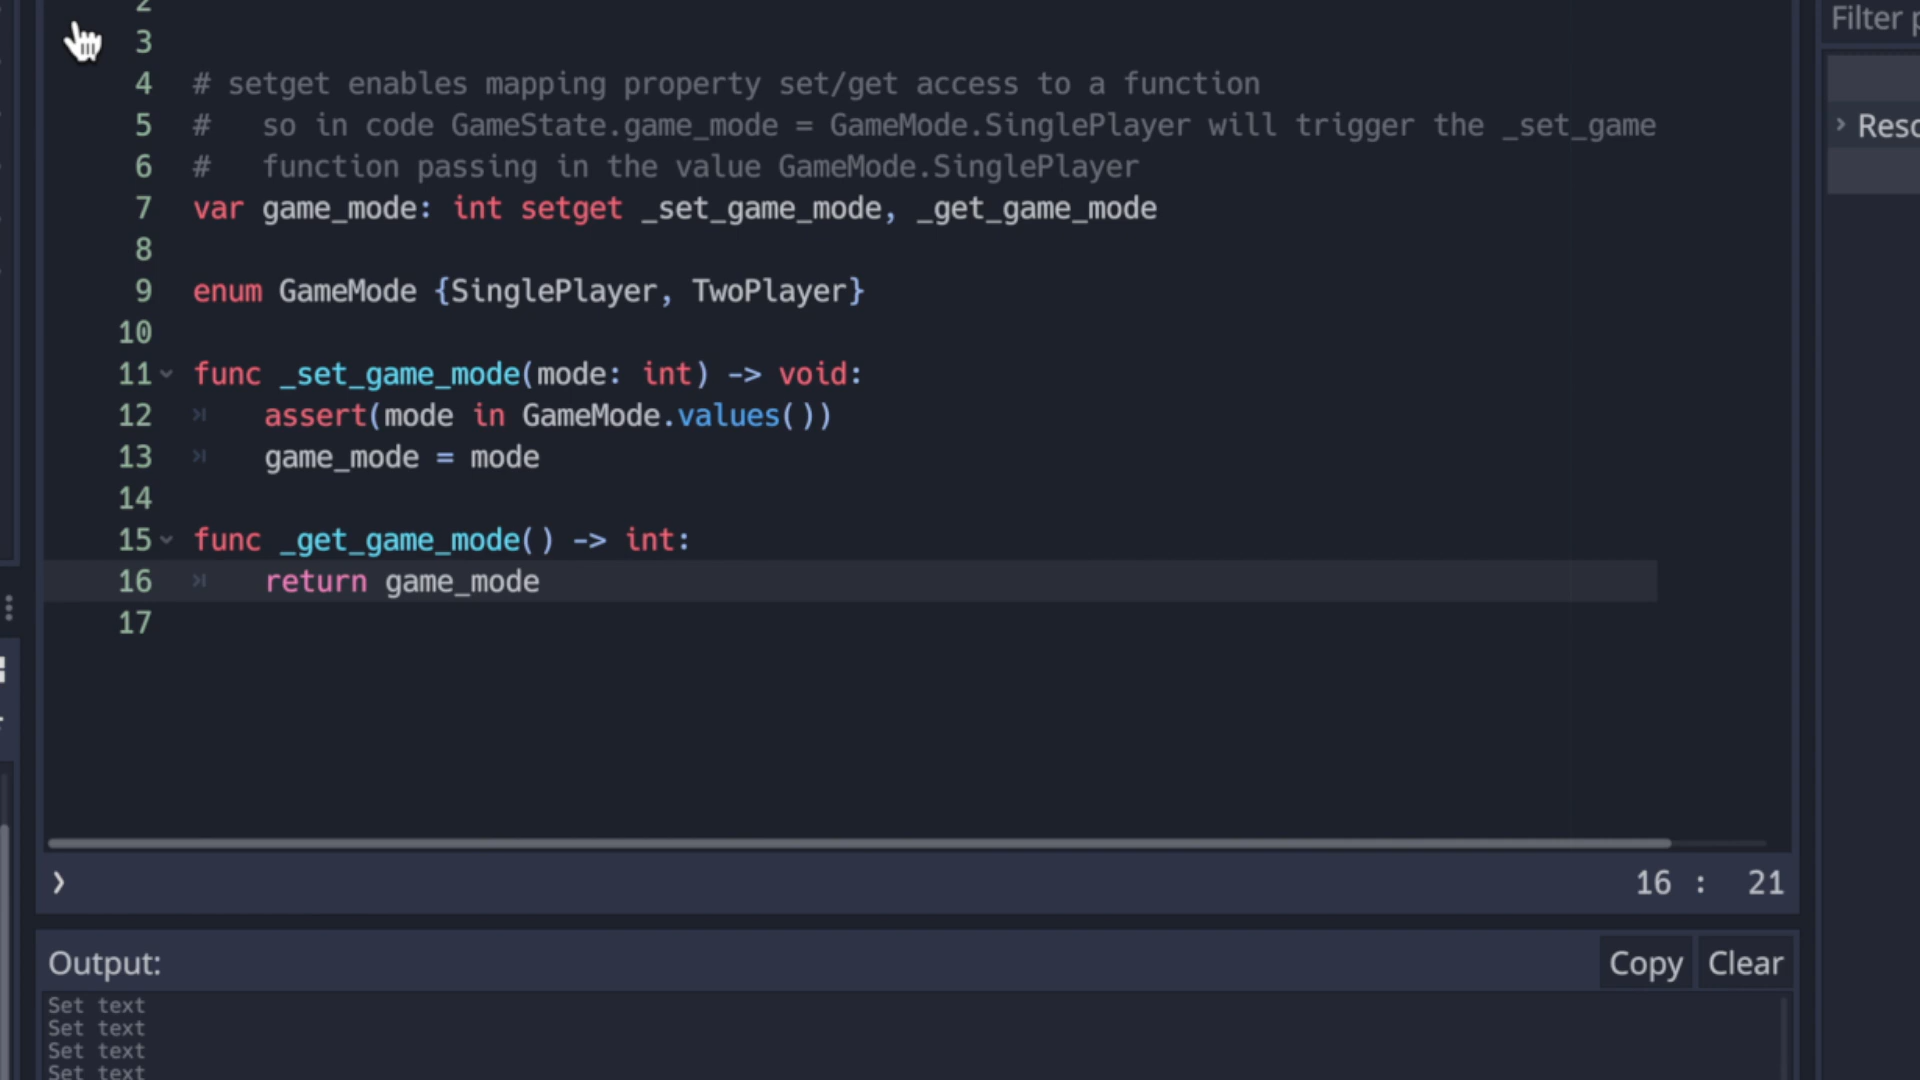 2
3
Filter
4 # setget enables mapping property set/get access to a function
5 #   so in code GameState.game_mode = GameMode.SinglePlayer will trigger the _set_game
6 #   function passing in the value GameMode.SinglePlayer
7 var game_mode: int setget _set_game_mode, _get_game_mode
8
9 enum GameMode {SinglePlayer, TwoPlayer}
10
11 func _set_game_mode(mode: int) -> void:
12     assert(mode in GameMode.values())
13     game_mode = mode
14
15 func _get_game_mode() -> int:
16     return game_mode
17
16 : 21
Output:
Copy Clear
Set text
Set text
Set text
Set text